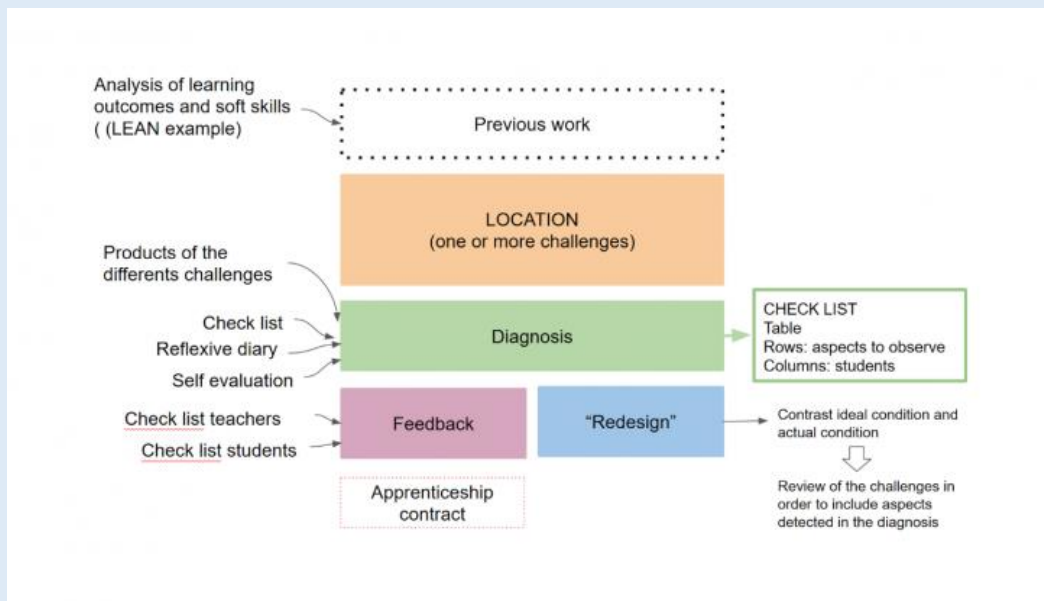 Analysis of learning
outcomes and soft skills
( (LEAN example)
Previous work
LOCATION
(one or more challenges)
Products of the
differents challenges
Check list
Reflexive diary
Self evaluation
Diagnosis
CHECK LIST
Table
Rows: aspects to observe
Columns: students
Check list teachers
Check list students
Feedback
“Redesign”
Contrast ideal condition and
actual condition
Review of the challenges in
order to include aspects
detected in the diagnosis
Apprenticeship
contract